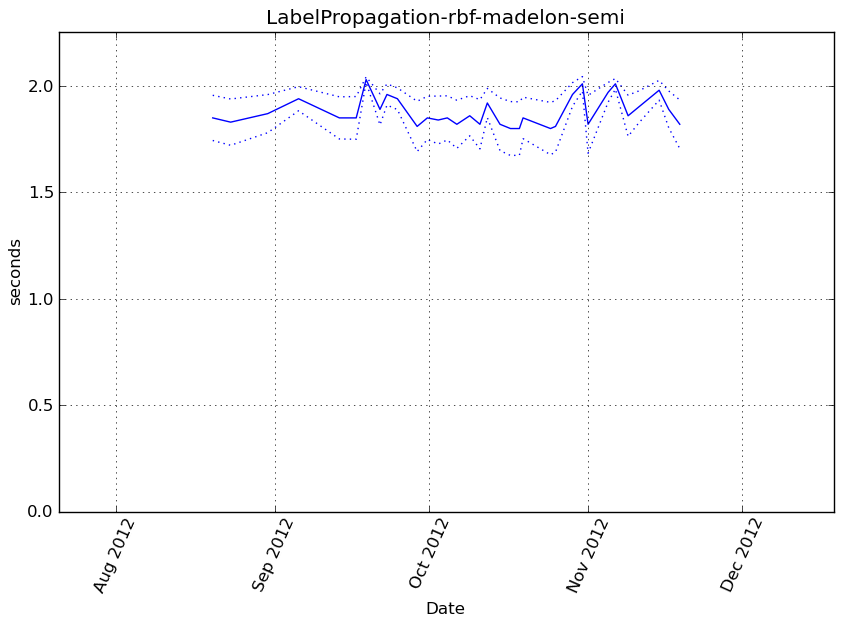 LabelPropagation-rbf-madelon-semi
2.0
1.5
1.0
0.5
0.0
seconds
Aug 2012
Sep 2012
Oct 2012
Nov 2012
Dec 2012
Date